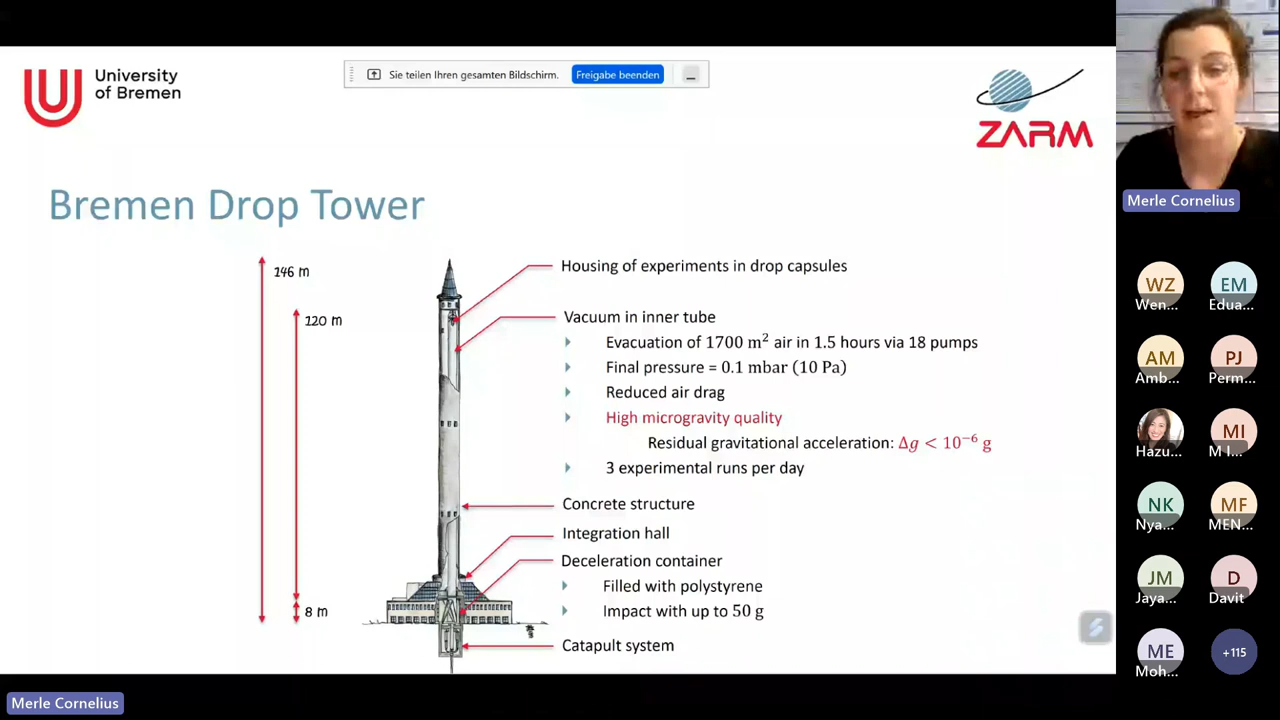 University
of Bremen
Sie teilen Ihren gesamten Bildschirm. Freigabe beenden
ZARM
Merle Cornelius
Bremen Drop Tower
146 m
120 m
8 m
Housing of experiments in drop capsules
Vacuum in inner tube
Evacuation of 1700 m² air in 1.5 hours via 18 pumps
Final pressure = 0.1 mbar (10 Pa)
Reduced air drag
High microgravity quality
Residual gravitational acceleration: Δg < 10⁻⁶ g
3 experimental runs per day
Concrete structure
Integration hall
Deceleration container
Filled with polystyrene
Impact with up to 50 g
Catapult system
WZ
Wen...
EM
Edua...
AM
Amb...
PJ
Perm...
Hazu...
MI
M I...
NK
Nya...
MF
MEN...
JM
Jaya...
D
Davit
ME
Moh...
+115
Merle Cornelius